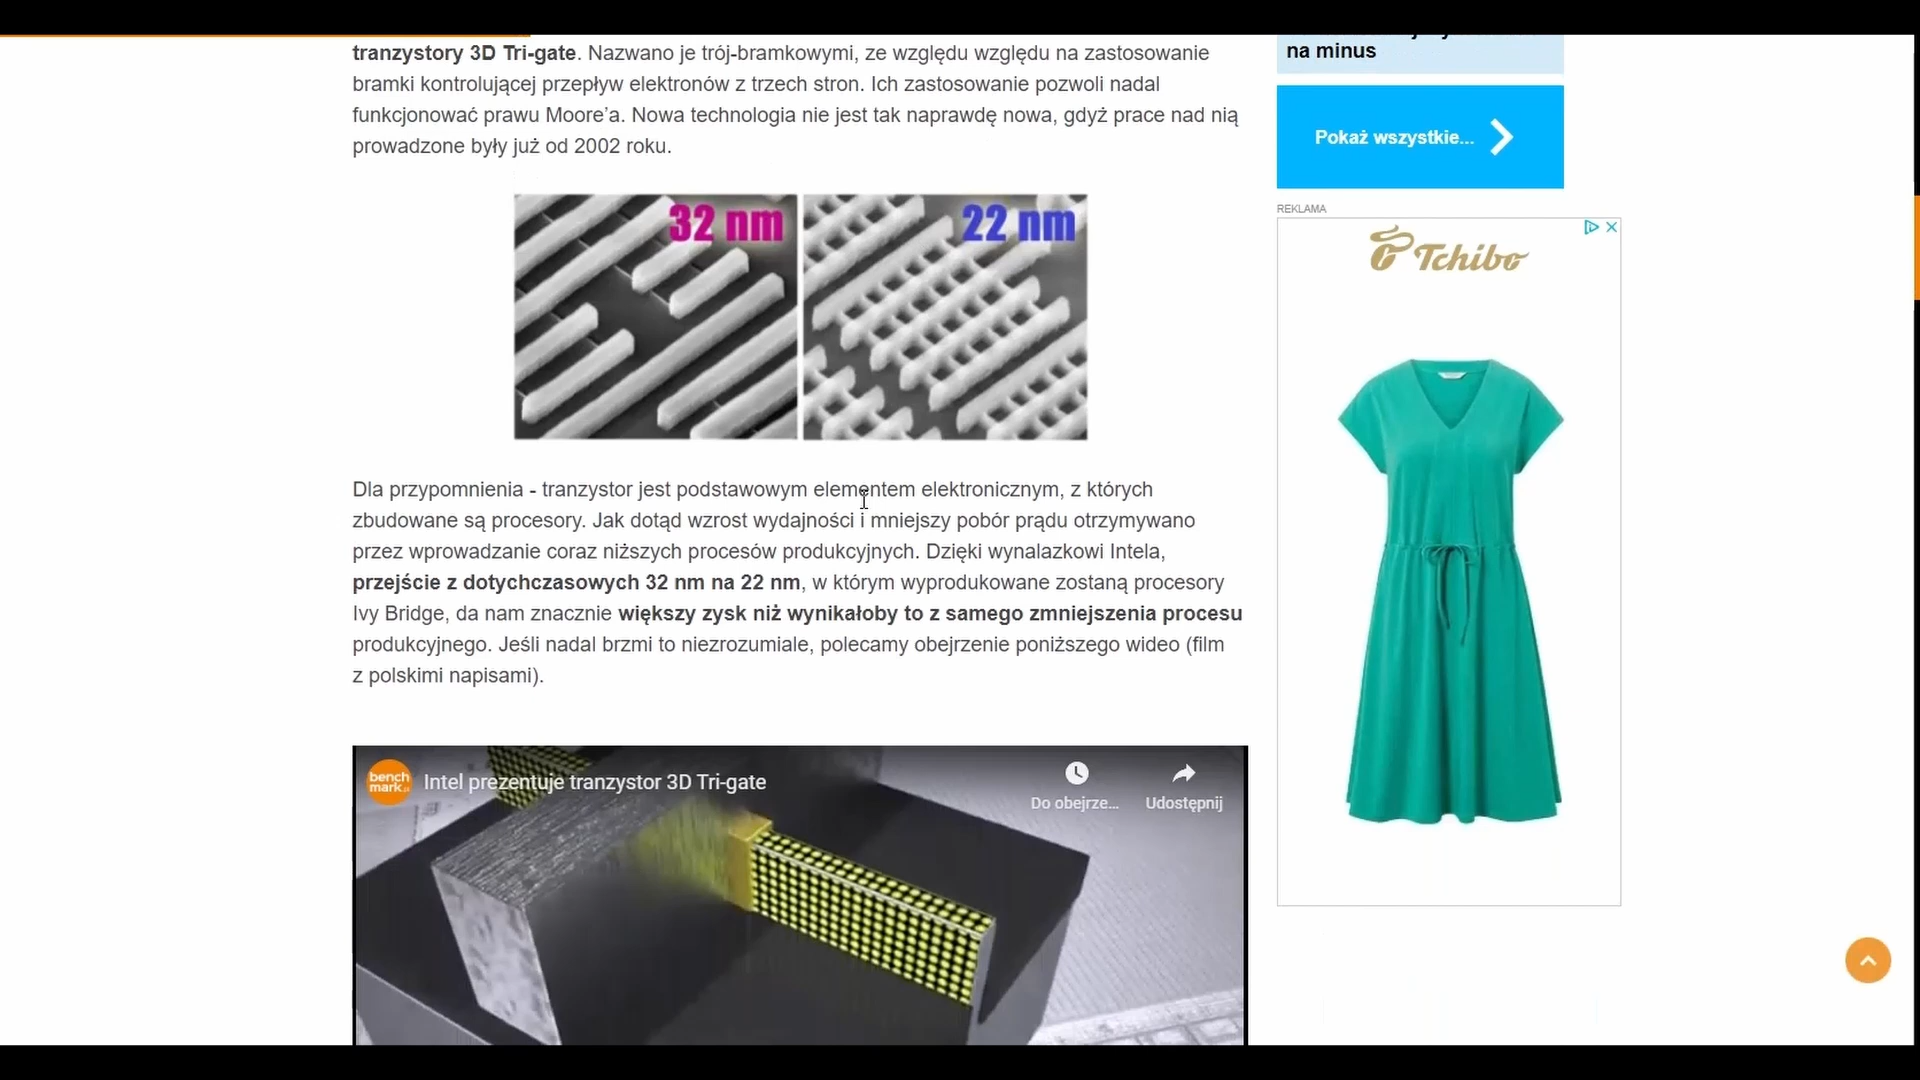 tranzystory 3D Tri-gate. Nazwano je trój-bramkowymi, ze względu względu na zastosowanie
bramki kontrolującej przepływ elektronów z trzech stron. Ich zastosowanie pozwoli nadal
funkcjonować prawu Moore’a. Nowa technologia nie jest tak naprawdę nowa, gdyż prace nad nią
prowadzone były już od 2002 roku.
32 nm
22 nm
Dla przypomnienia - tranzystor jest podstawowym elementem elektronicznym, z których
zbudowane są procesory. Jak dotąd wzrost wydajności i mniejszy pobór prądu otrzymywano
przez wprowadzanie coraz niższych procesów produkcyjnych. Dzięki wynalazkowi Intela,
przejście z dotychczasowych 32 nm na 22 nm, w którym wyprodukowane zostaną procesory
Ivy Bridge, da nam znacznie większy zysk niż wynikałoby to z samego zmniejszenia procesu
produkcyjnego. Jeśli nadal brzmi to niezrozumiale, polecamy obejrzenie poniższego wideo (film
z polskimi napisami).
bench
mark.pl
Intel prezentuje tranzystor 3D Tri-gate
Do obejrze...
Udostępnij
na minus
Pokaż wszystkie...
REKLAMA
Tchibo